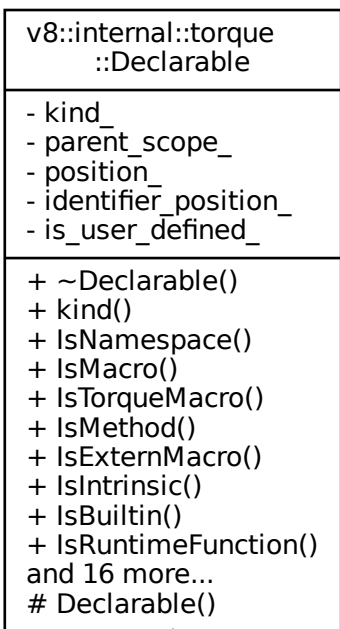 v8::internal::torque
::Declarable
- kind_
- parent_scope_
- position_
- identifier_position_
- is_user_defined_
+ ~Declarable()
+ kind()
+ IsNamespace()
+ IsMacro()
+ IsTorqueMacro()
+ IsMethod()
+ IsExternMacro()
+ IsIntrinsic()
+ IsBuiltin()
+ IsRuntimeFunction()
and 16 more...
# Declarable()